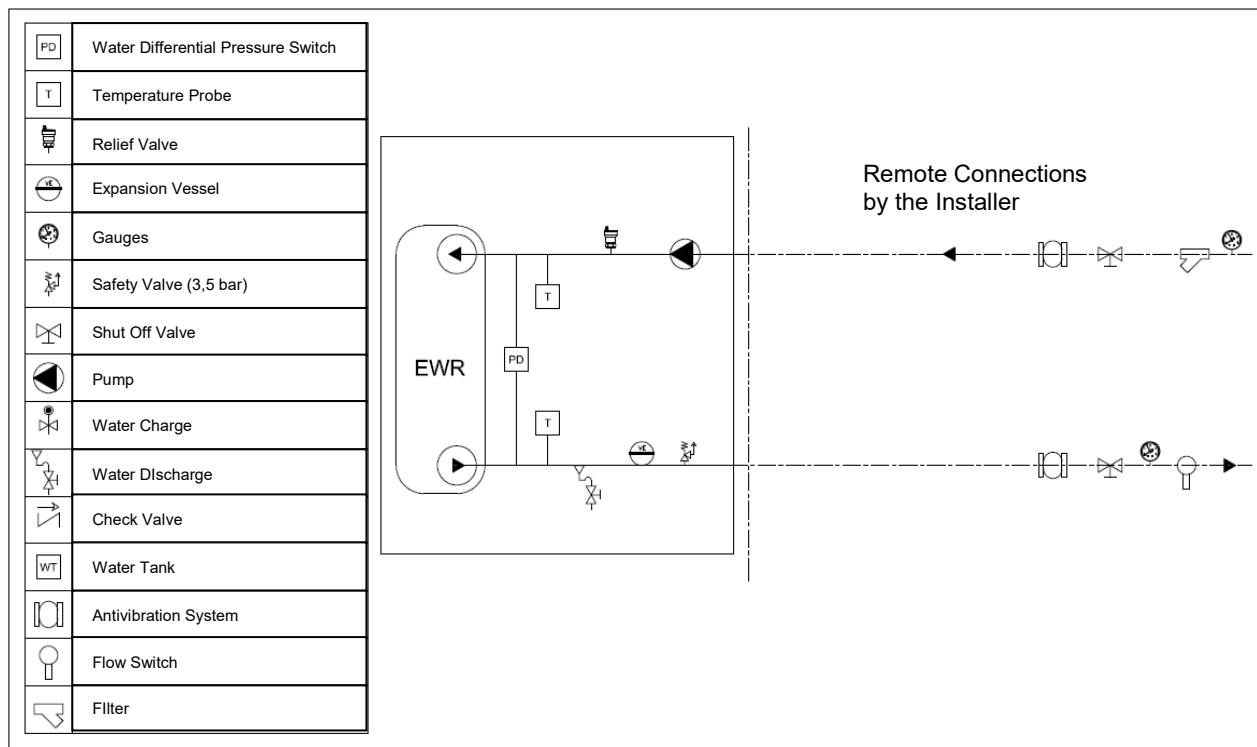 PD
Water Differential Pressure Switch
T
Temperature Probe
Relief Valve
VE
Expansion Vessel
Gauges
Safety Valve (3,5 bar)
Shut Off Valve
Pump
Water Charge
Water DIscharge
Check Valve
WT
Water Tank
Antivibration System
Flow Switch
FIlter
Remote Connections
by the Installer
T
PD
EWR
T
VE